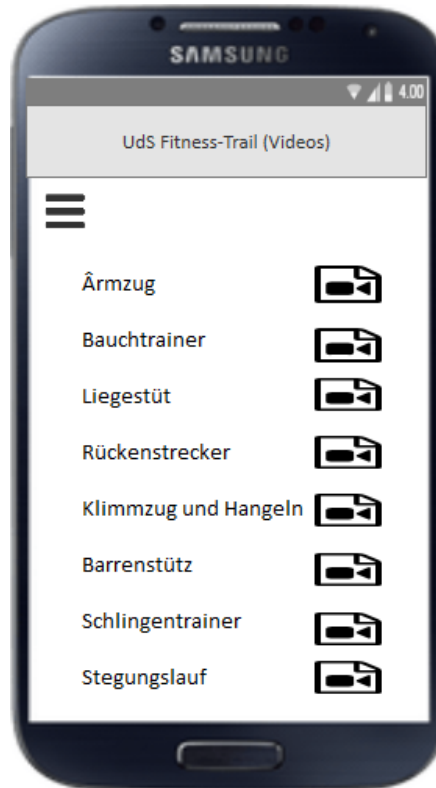 SAMSUNG
4.00
UdS Fitness-Trail (Videos)
Ârmzug
Bauchtrainer
Liegestüt
Rückenstrecker
Klimmzug und Hangeln
Barrenstütz
Schlingentrainer
Stegungslauf